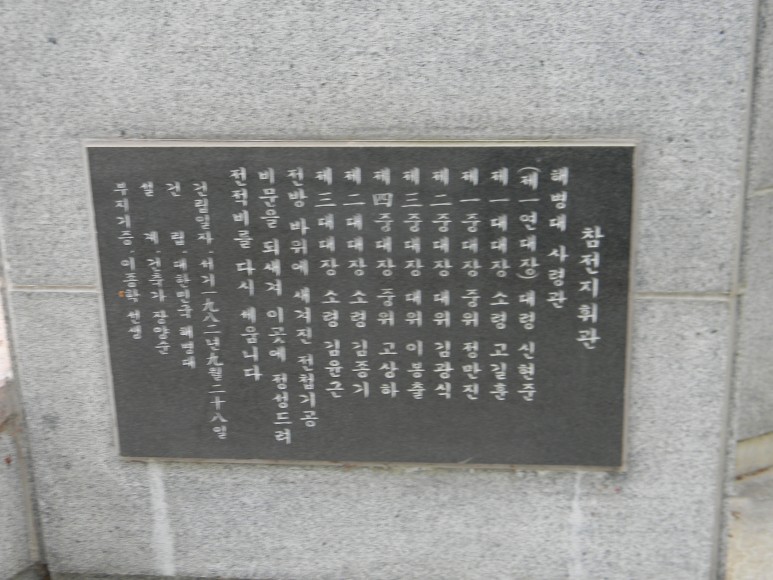 참전지휘관
해병대 사령관
(제一연대장) 대령 신현준
제一대대장 소령 고길훈
제一중대장 중위 정만진
제二중대장 대위 김광식
제三중대장 대위 이봉출
제四중대장 중위 고상하
제二대대장 소령 김종기
제三대대장 소령 김윤근
전방 바위에 새겨진 전첩기공
비문을 되새겨 이곳에 정성드려
전적비를 다시 세웁니다
건립일자. 서기一九八二년九월二十八일
건 립. 대한민국 해병대
설 계. 건축가 장양순
부지기증. 이종학 선생